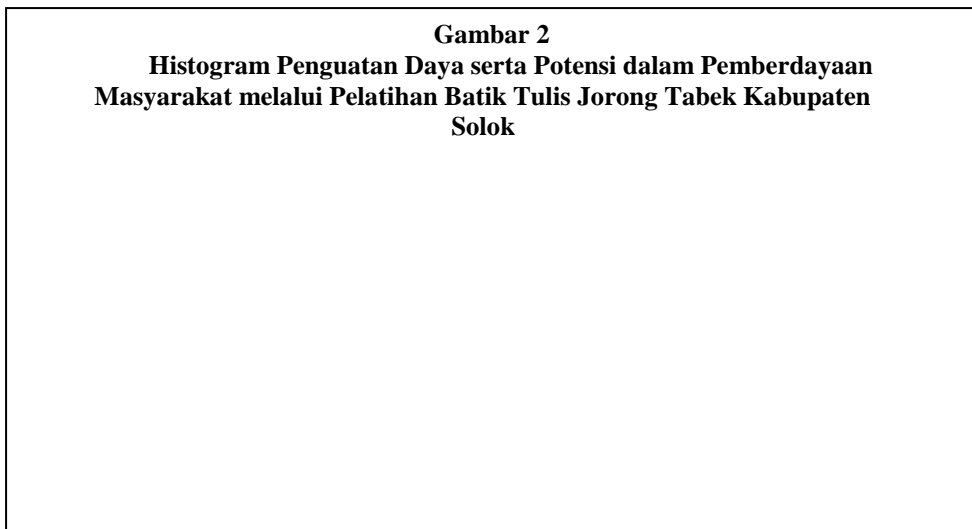 Gambar 2
Histogram Penguatan Daya serta Potensi dalam Pemberdayaan
Masyarakat melalui Pelatihan Batik Tulis Jorong Tabek Kabupaten
Solok